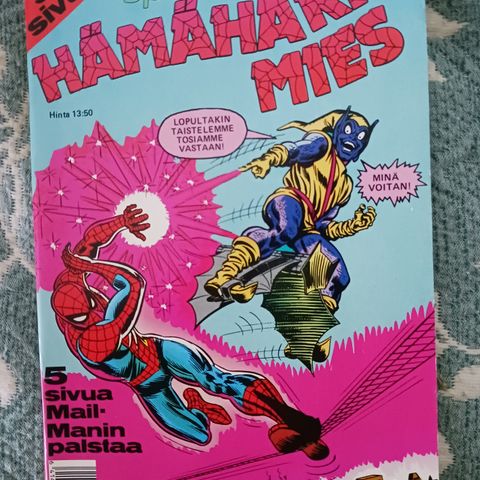 HÄMÄHÄKKI
MIES
Hinta 13:50
LOPULTAKIN
TAISTELEMME
TOSIAMME
VASTAAN!
MINÄ
VOITAN!
5
sivua
Mail-
Manin
palstaa